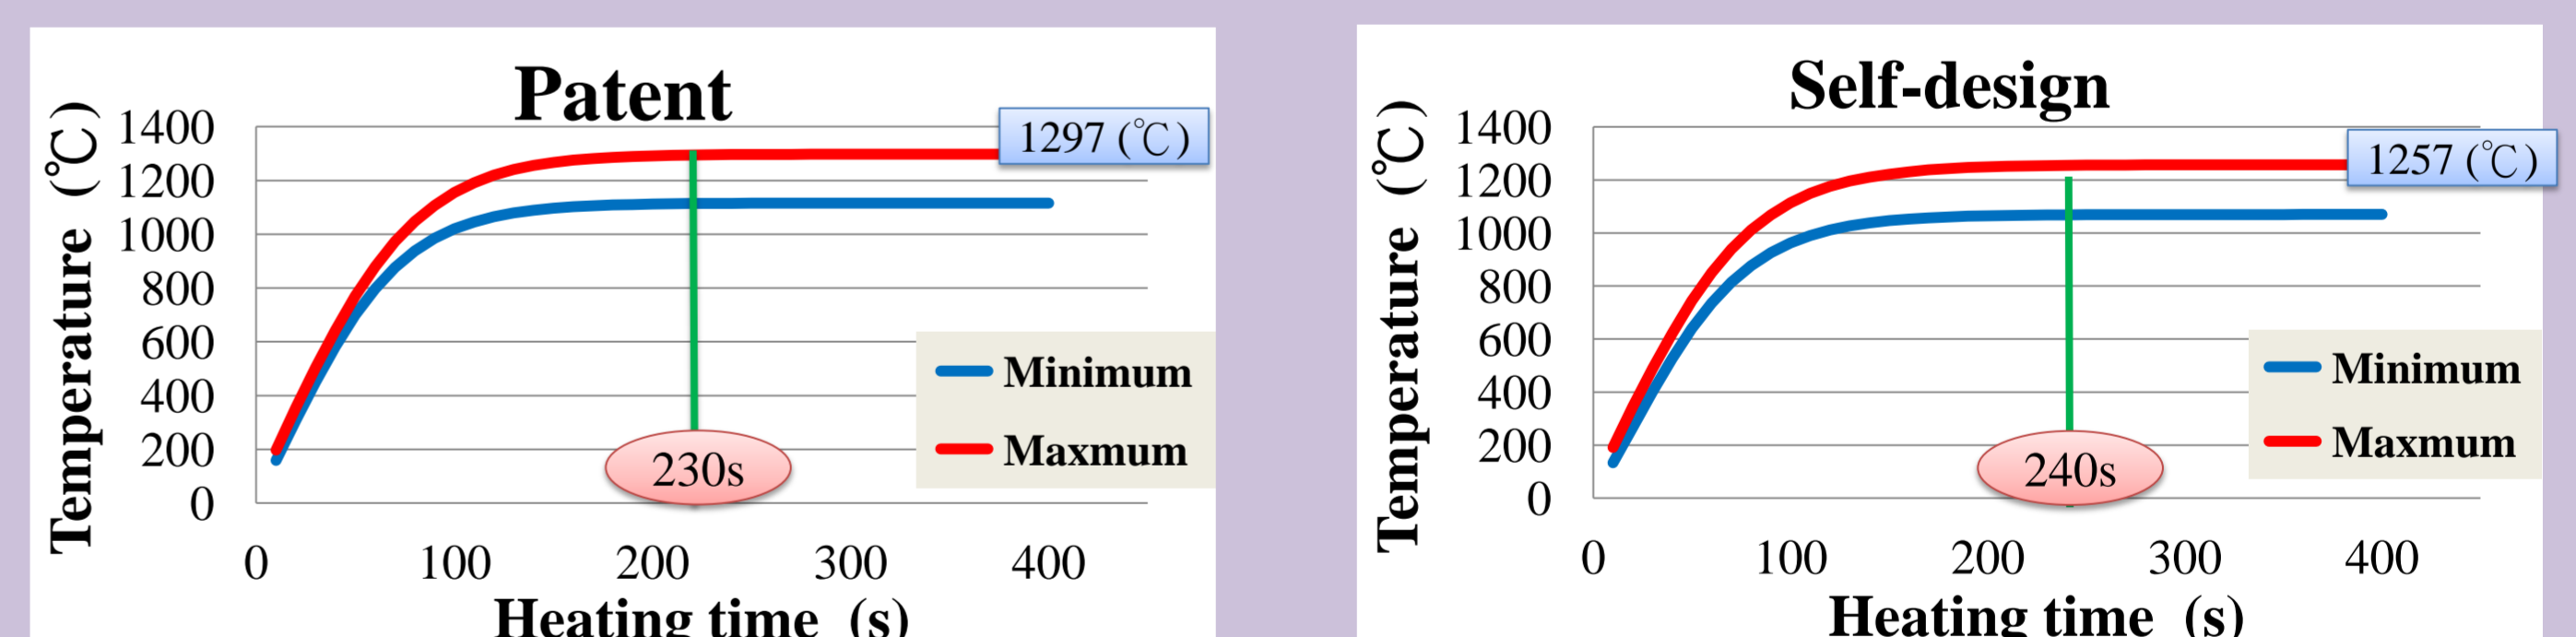 Patent
Temperature (℃)
1400
1200
1000
800
600
400
200
0
1297 (℃)
Minimum
Maxmum
230s
0 100 200 300 400
Heating time (s)
Self-design
Temperature (℃)
1400
1200
1000
800
600
400
200
0
1257 (℃)
Minimum
Maxmum
240s
0 100 200 300 400
Heating time (s)